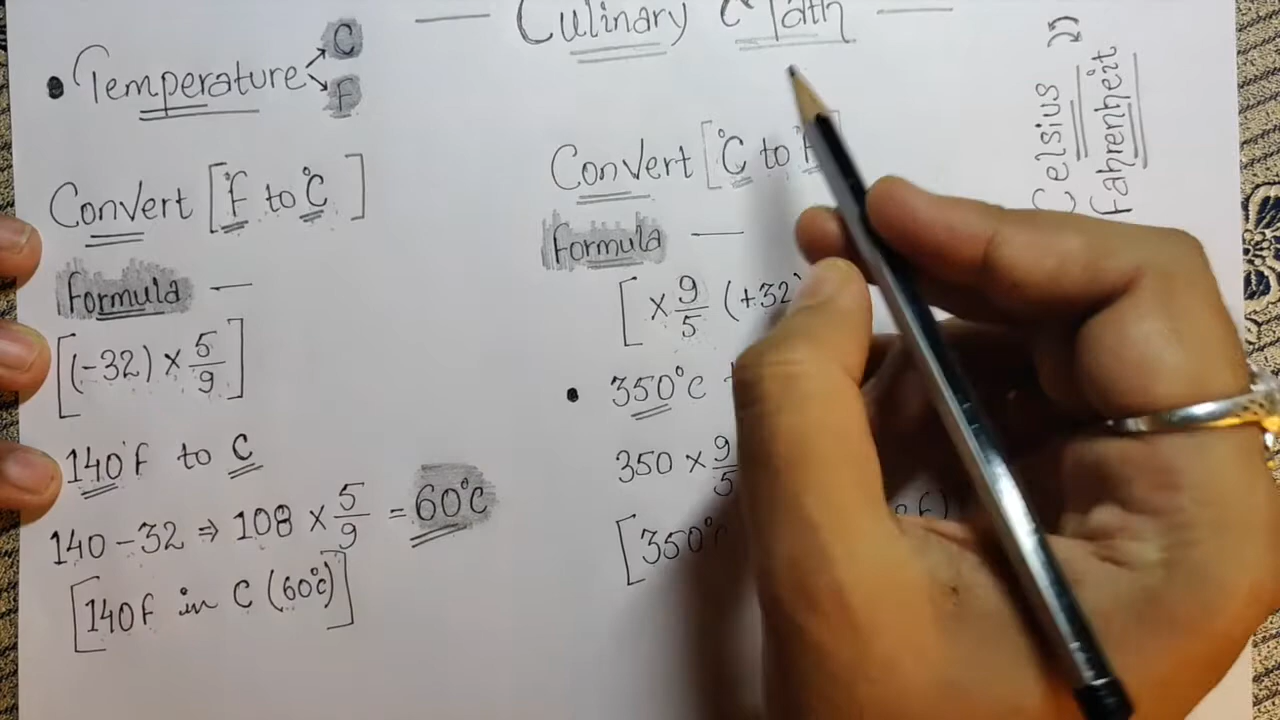 Culinary Math
• Temperature C
F
Convert [°F to °C]
Formula —
[(-32) × 5/9]
140°F to C
140 - 32 ⇒ 108 × 5/9 = 60°C
[140F in C (60°C)]
Convert [°C to
Formula —
[× 9/5 (+32)
• 350°C
350 × 9/5
[350°
°F)
Celsius
Fahrenheit